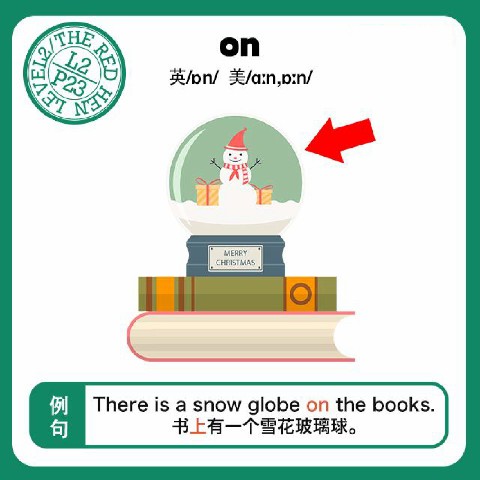 LEVEL2/THE RED HEN
L2
P23
on
英/ɒn/ 美/ɑːn,ɒːn/
MERRY
CHRISTMAS
例句
There is a snow globe on the books.
书上有一个雪花玻璃球。